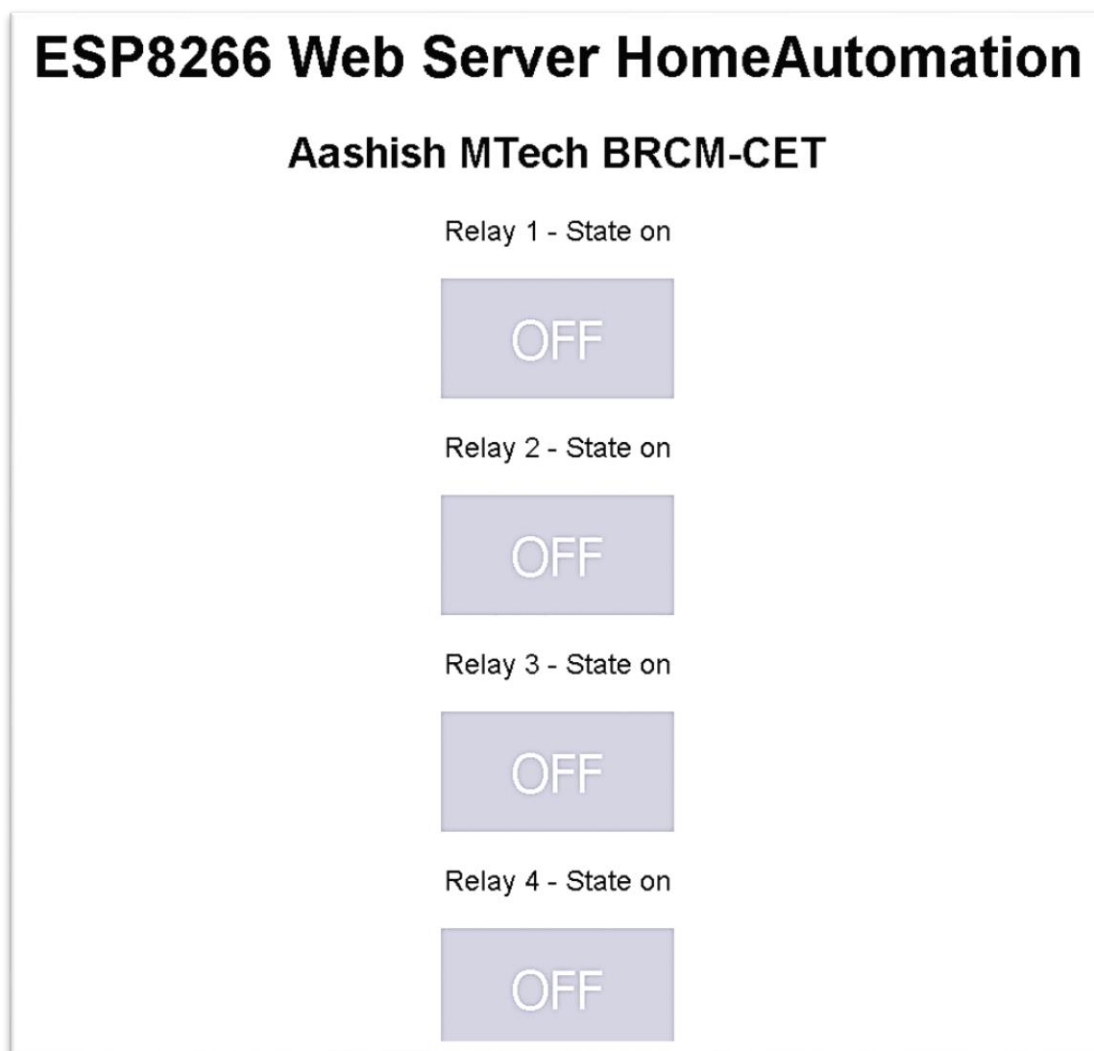 ESP8266 Web Server HomeAutomation
Aashish MTech BRCM-CET
Relay 1 - State on
OFF
Relay 2 - State on
OFF
Relay 3 - State on
OFF
Relay 4 - State on
OFF